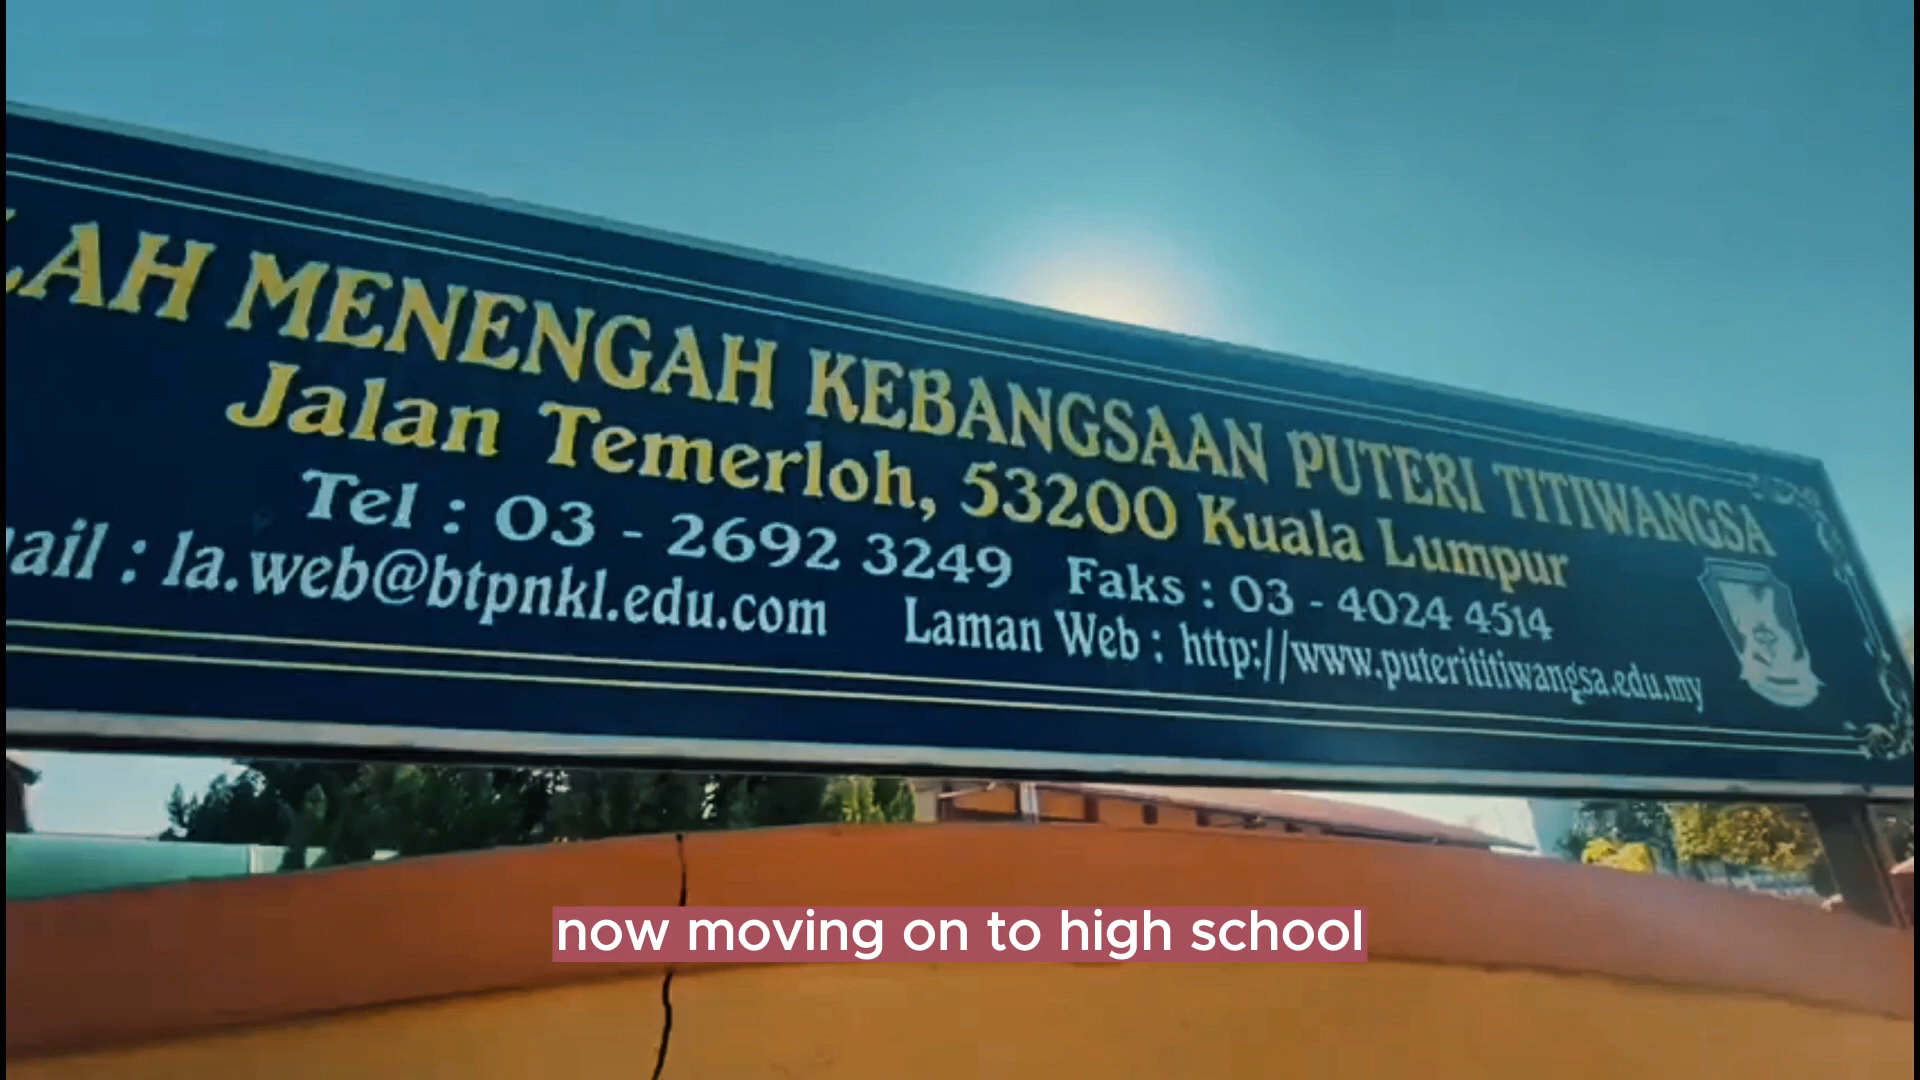 LAH MENENGAH KEBANGSAAN PUTERI TITIWANGSA
Jalan Temerloh, 53200 Kuala Lumpur
Tel : 03 - 2692 3249 Faks : 03 - 4024 4514
ail : la.web@btpnkl.edu.com Laman Web : http://www.puterititiwangsa.edu.my
now moving on to high school